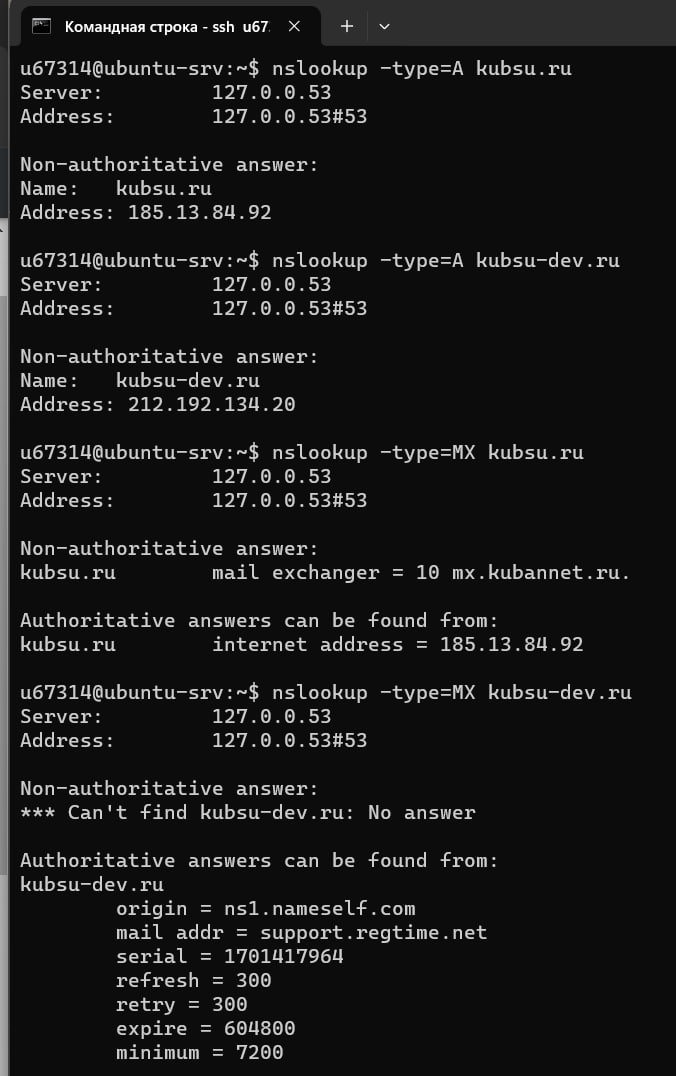 Командная строка - ssh u67
u67314@ubuntu-srv:~$ nslookup -type=A kubsu.ru
Server:         127.0.0.53
Address:        127.0.0.53#53
Non-authoritative answer:
Name:   kubsu.ru
Address: 185.13.84.92
u67314@ubuntu-srv:~$ nslookup -type=A kubsu-dev.ru
Server:         127.0.0.53
Address:        127.0.0.53#53
Non-authoritative answer:
Name:   kubsu-dev.ru
Address: 212.192.134.20
u67314@ubuntu-srv:~$ nslookup -type=MX kubsu.ru
Server:         127.0.0.53
Address:        127.0.0.53#53
Non-authoritative answer:
kubsu.ru        mail exchanger = 10 mx.kubannet.ru.
Authoritative answers can be found from:
kubsu.ru        internet address = 185.13.84.92
u67314@ubuntu-srv:~$ nslookup -type=MX kubsu-dev.ru
Server:         127.0.0.53
Address:        127.0.0.53#53
Non-authoritative answer:
*** Can't find kubsu-dev.ru: No answer
Authoritative answers can be found from:
kubsu-dev.ru
        origin = ns1.nameself.com
        mail addr = support.regtime.net
        serial = 1701417964
        refresh = 300
        retry = 300
        expire = 604800
        minimum = 7200